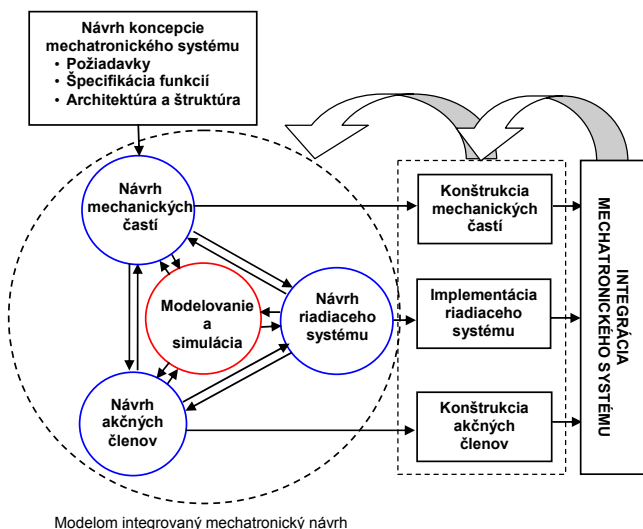 Návrh koncepcie
mechatronického systému
• Požiadavky
• Špecifikácia funkcií
• Architektúra a štruktúra
Návrh
mechanických
častí
Konštrukcia
mechanických
častí
Modelovanie
a
simulácia
Návrh
riadiaceho
systému
Implementácia
riadiaceho
systému
Návrh
akčných
členov
Konštrukcia
akčných
členov
INTEGRÁCIA
MECHATRONICKÉHO SYSTÉMU
Modelom integrovaný mechatronický návrh